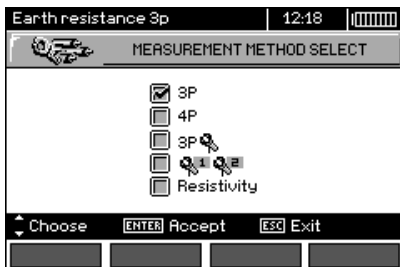 Earth resistance 3p 12:18
MEASUREMENT METHOD SELECT
3P
4P
3P
1 2
Resistivity
Choose ENTER Accept ESC Exit